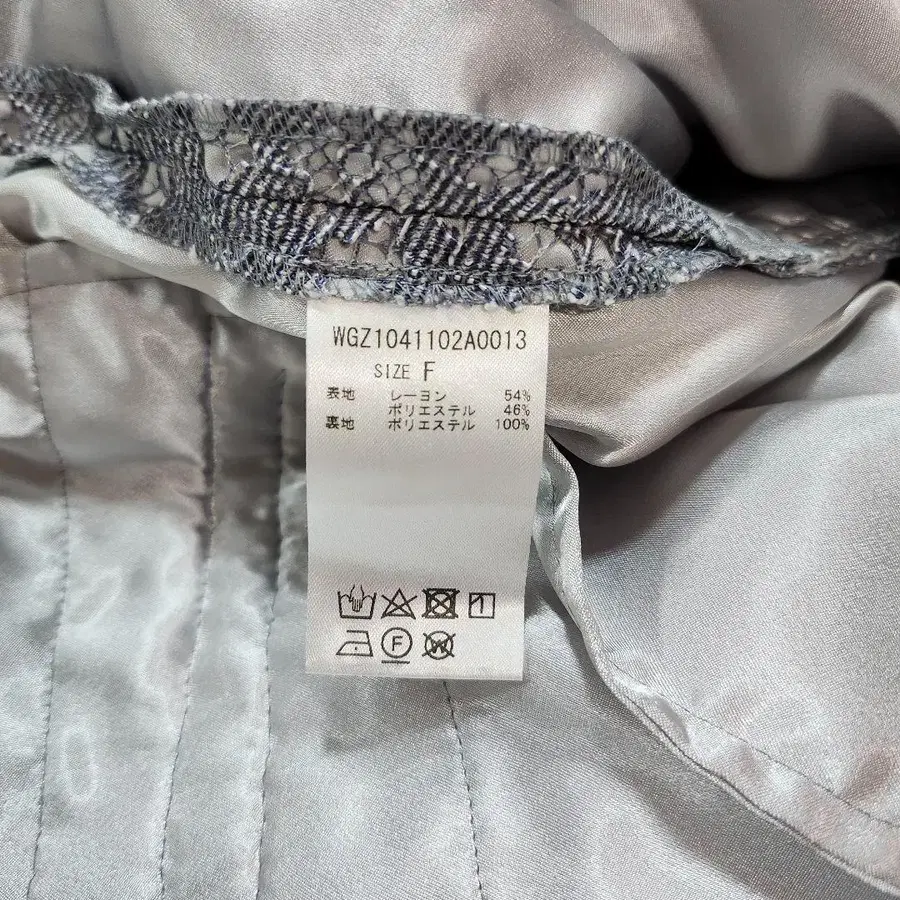 WGZ1041102A0013
SIZE F
表地 レーヨン 54%
ポリエステル 46%
裏地 ポリエステル 100%
F
W